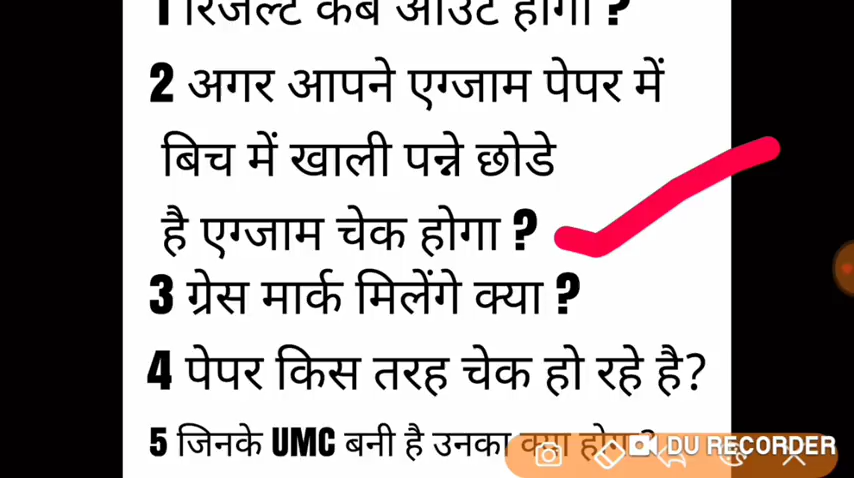 1 रिजल्ट कब आउट होगा ?
2 अगर आपने एग्जाम पेपर में
बिच में खाली पन्ने छोडे
है एग्जाम चेक होगा ?
3 ग्रेस मार्क मिलेंगे क्या ?
4 पेपर किस तरह चेक हो रहे है?
5 जिनके UMC बनी है उनका क्या होगा ?
DU RECORDER